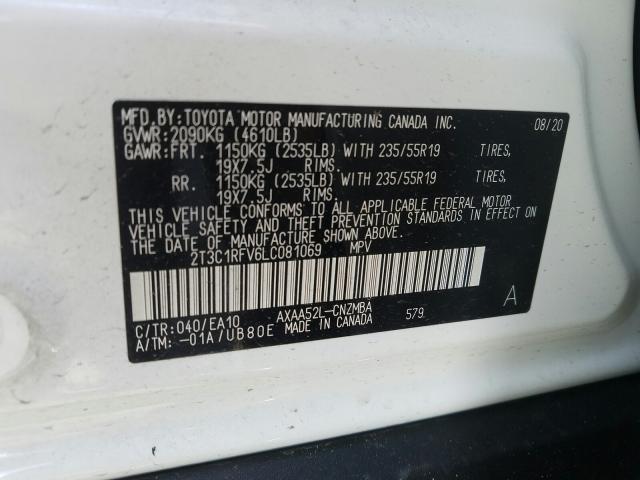 MFD.BY:TOYOTA MOTOR MANUFACTURING CANADA INC. 08/20
GVWR:2090KG (4610LB)
GAWR:FRT. 1150KG (2535LB) WITH 235/55R19 TIRES,
19X7.5J RIMS.
RR. 1150KG (2535LB) WITH 235/55R19 TIRES,
19X7.5J RIMS.
THIS VEHICLE CONFORMS TO ALL APPLICABLE FEDERAL MOTOR
VEHICLE SAFETY AND THEFT PREVENTION STANDARDS IN EFFECT ON
THE DATE OF MANUFACTURE SHOWN ABOVE.
2T3C1RFV6LC081069 MPV
A
C/TR:040/EA10 AXAA52L-CNZMBA 579
A/TM:-01A/UB80E MADE IN CANADA